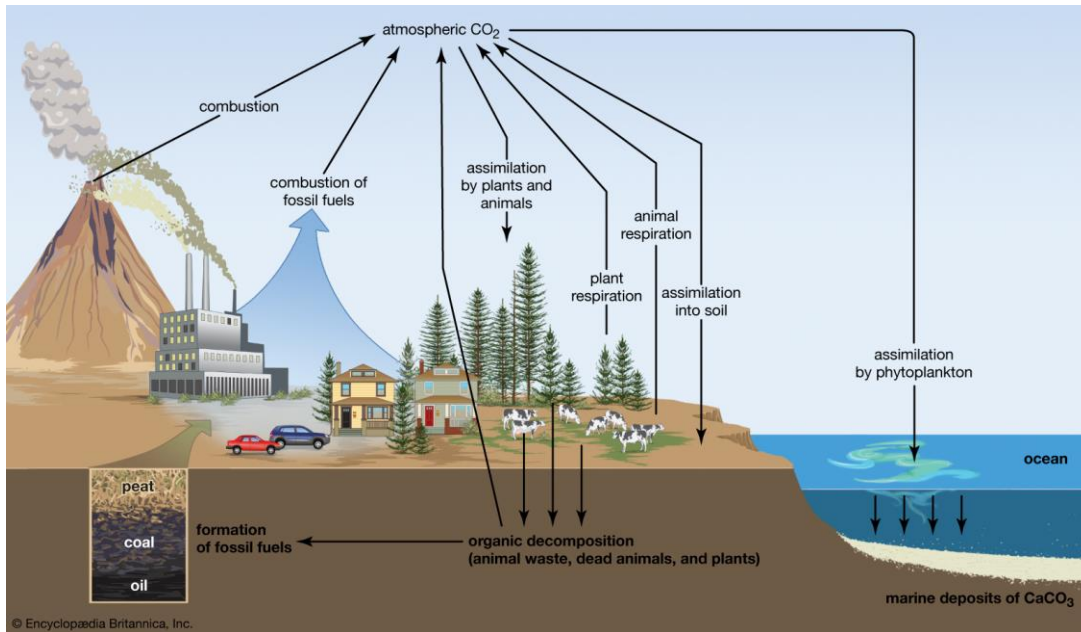 atmospheric CO₂
combustion
combustion of
fossil fuels
assimilation
by plants and
animals
plant
respiration
animal
respiration
assimilation
into soil
assimilation
by phytoplankton
ocean
peat
coal
oil
formation
of fossil fuels
organic decomposition
(animal waste, dead animals, and plants)
marine deposits of CaCO₃
© Encyclopædia Britannica, Inc.